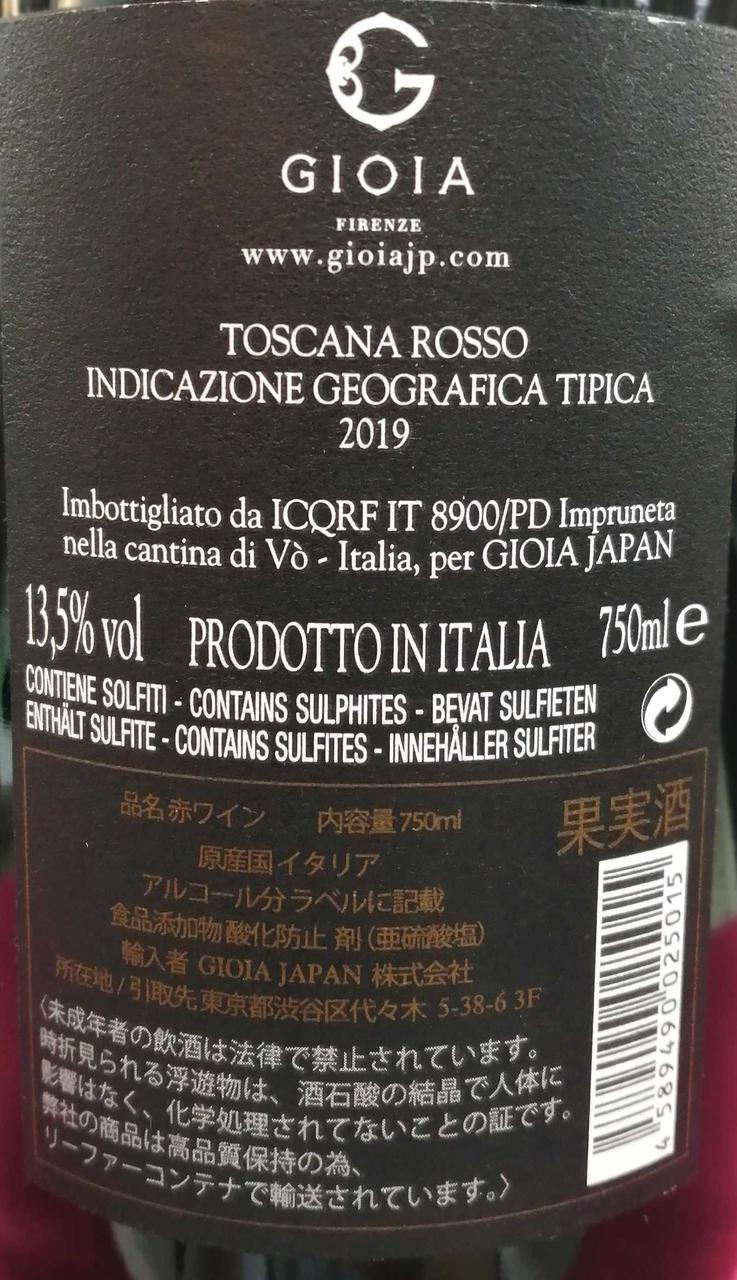 G
GIOIA
FIRENZE
www.gioiajp.com
TOSCANA ROSSO
INDICAZIONE GEOGRAFICA TIPICA
2019
Imbottigliato da ICQRF IT 8900/PD Impruneta
nella cantina di Vò - Italia, per GIOIA JAPAN
13,5% vol PRODOTTO IN ITALIA 750ml e
CONTIENE SOLFITI - CONTAINS SULPHITES - BEVAT SULFIETEN
ENTHÄLT SULFITE - CONTAINS SULFITES - INNEHÅLLER SULFITER
品名 赤ワイン 内容量 750ml
果実酒
原産国 イタリア
アルコール分 ラベルに記載
食品添加物 酸化防止 剤 (亜硫酸塩)
輸入者 GIOIA JAPAN 株式会社
所在地 / 引取先 東京都渋谷区代々木 5-38-6 3F
〈未成年者の飲酒は法律で禁止されています。
時折見られる浮遊物は、酒石酸の結晶で人体に
影響はなく、化学処理されてないことの証です。
弊社の商品は高品質保持の為、
リーファーコンテナで輸送されています。〉
4 589490 025015